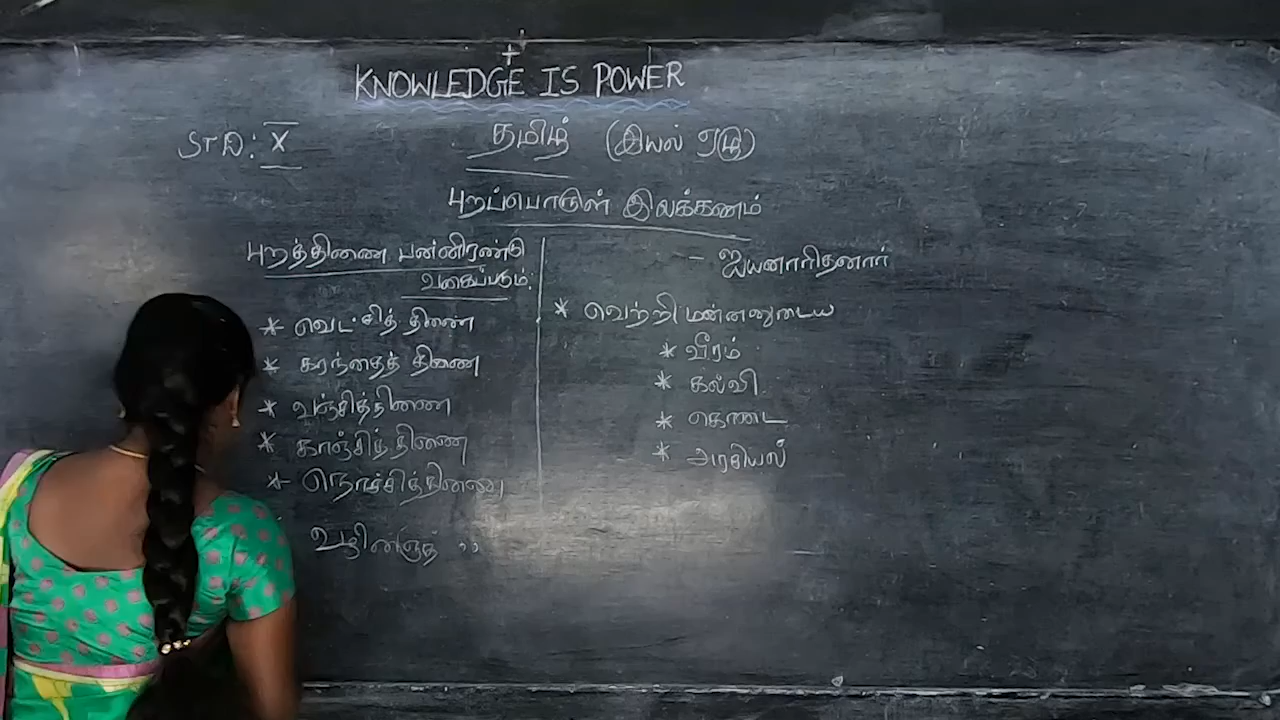 KNOWLEDGE IS POWER
STD: X
தமிழ் (இயல் ஏழு)
புறப்பொருள் இலக்கணம்
புறத்திணை பன்னிரண்டு
வகைப்படும்.
* வெட்சித் திணை
* கரந்தைத் திணை
* வஞ்சித்திணை
* காஞ்சித் திணை
* நொச்சித்திணை
உழிஞைத் ,,
- ஐயனாரிதனார்
* வெற்றி மன்னனுடைய
* வீரம்
* கல்வி
* கொடை
* அரசியல்